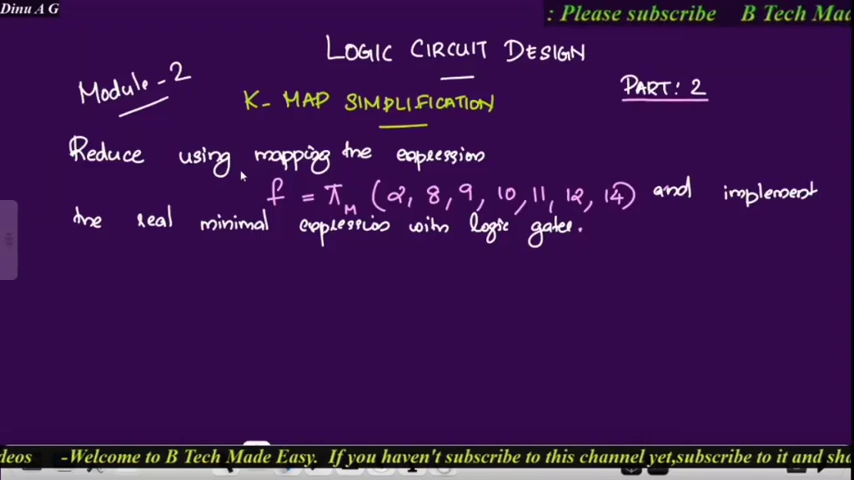 Dinu A G
: Please subscribe B Tech Mad
LOGIC CIRCUIT DESIGN
Module-2
PART: 2
K- MAP SIMPLIFICATION
Reduce using mapping the expression
f = πM (2, 8, 9, 10, 11, 12, 14) and implement
the real minimal expression with logic gates.
deos -Welcome to B Tech Made Easy. If you haven't subscribe to this channel yet,subscribe to it and sha